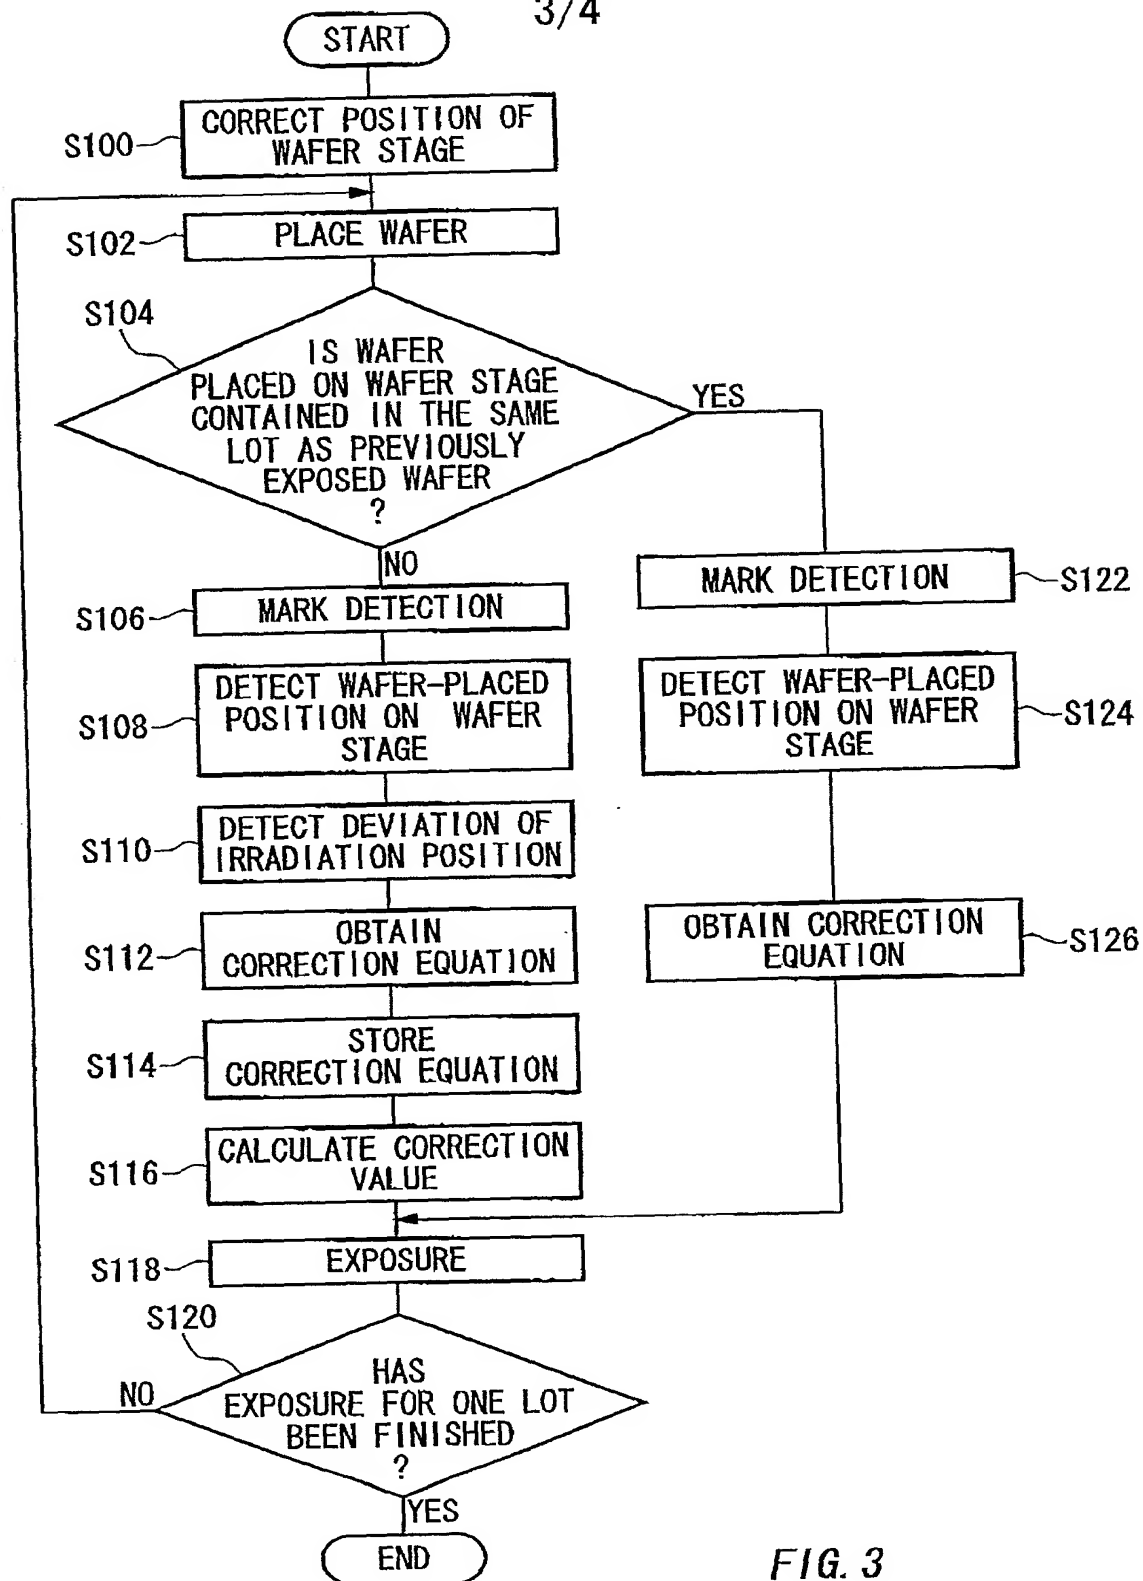 3/4
START
S100
CORRECT POSITION OF
WAFER STAGE
S102
PLACE WAFER
S104
IS WAFER
PLACED ON WAFER STAGE
CONTAINED IN THE SAME
LOT AS PREVIOUSLY
EXPOSED WAFER
?
YES
NO
S106
MARK DETECTION
MARK DETECTION
S122
S108
DETECT WAFER-PLACED
POSITION ON WAFER
STAGE
DETECT WAFER-PLACED
POSITION ON WAFER
STAGE
S124
S110
DETECT DEVIATION OF
IRRADIATION POSITION
S112
OBTAIN
CORRECTION EQUATION
OBTAIN CORRECTION
EQUATION
S126
S114
STORE
CORRECTION EQUATION
S116
CALCULATE CORRECTION
VALUE
S118
EXPOSURE
S120
HAS
EXPOSURE FOR ONE LOT
BEEN FINISHED
?
NO
YES
END
FIG. 3